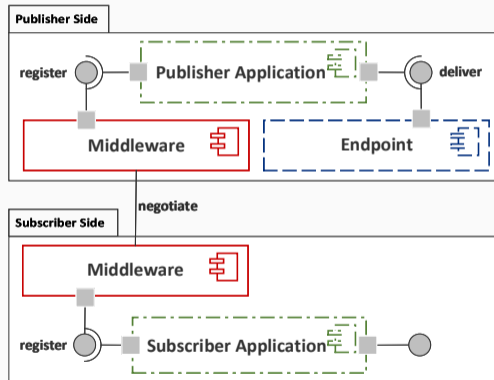 Publisher Side
register
Publisher Application
deliver
Middleware
Endpoint
negotiate
Subscriber Side
Middleware
register
Subscriber Application